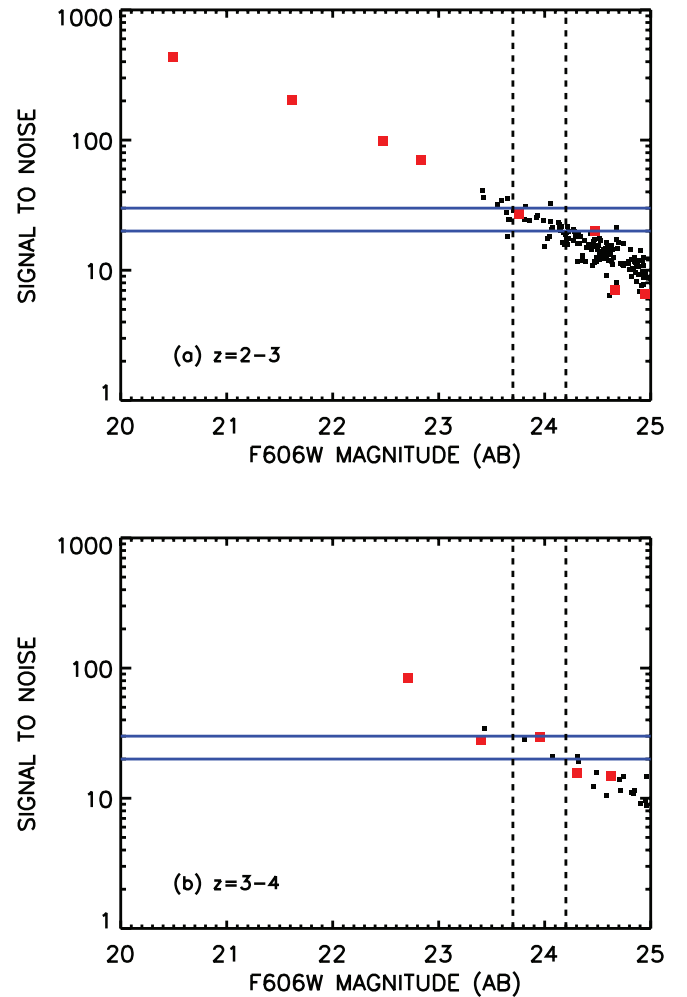 1000
100
10
1
SIGNAL TO NOISE
(a) z=2-3
20 21 22 23 24 25
F606W MAGNITUDE (AB)
1000
100
10
1
SIGNAL TO NOISE
(b) z=3-4
20 21 22 23 24 25
F606W MAGNITUDE (AB)